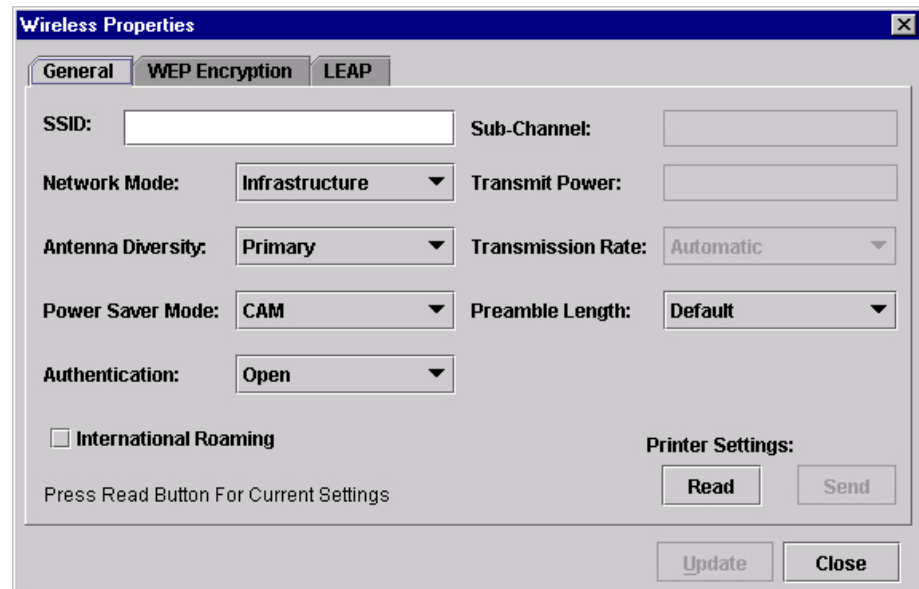 Wireless Properties
General WEP Encryption LEAP
SSID: Sub-Channel:
Network Mode: Infrastructure Transmit Power:
Antenna Diversity: Primary Transmission Rate: Automatic
Power Saver Mode: CAM Preamble Length: Default
Authentication: Open
International Roaming
Printer Settings:
Press Read Button For Current Settings Read Send
Update Close